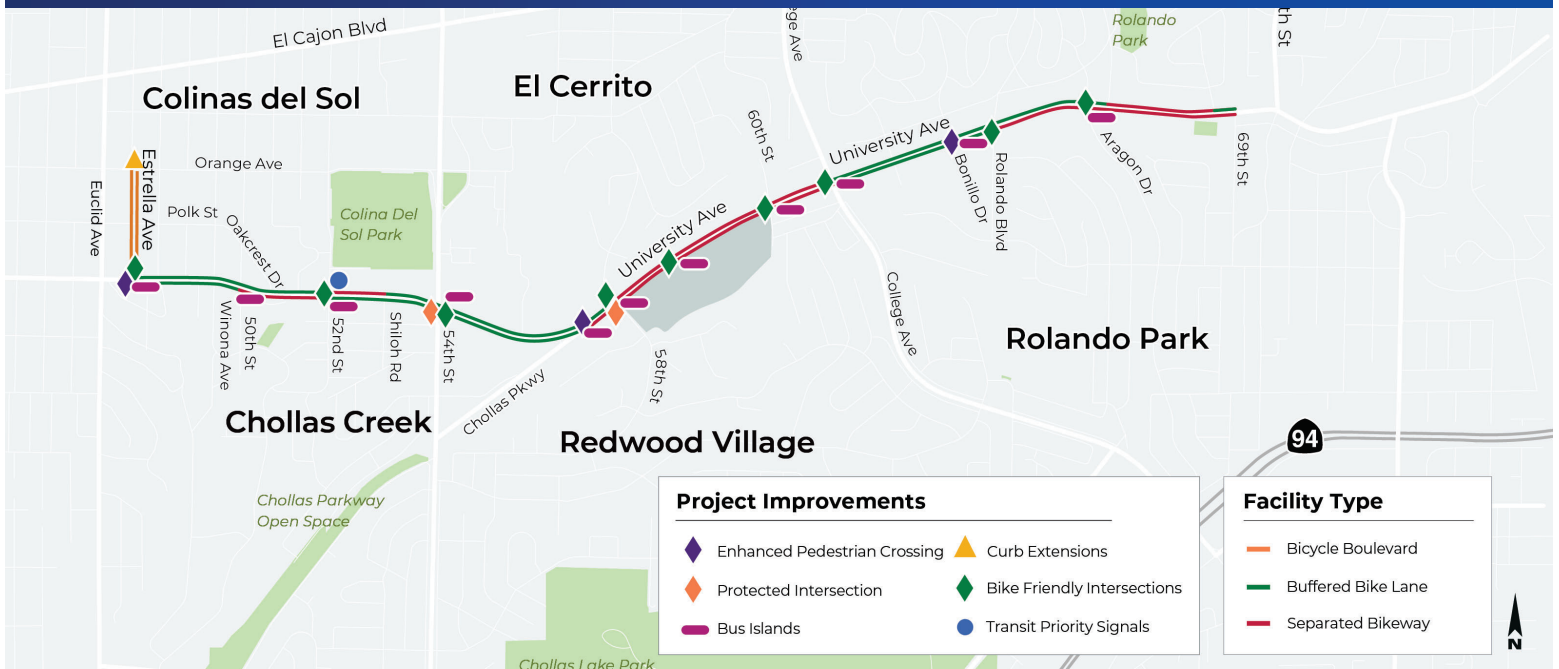 El Cajon Blvd
ege Ave
Rolando
Park
th St
Colinas del Sol
El Cerrito
Orange Ave
Estrella Ave
Euclid Ave
Polk St
Oakcrest Dr
Colina Del
Sol Park
60th St
University Ave
University Ave
Bonillo Dr
Rolando Blvd
Aragon Dr
69th St
Winona Ave
50th St
52nd St
Shiloh Rd
54th St
Chollas Pkwy
58th St
College Ave
Rolando Park
Chollas Creek
Redwood Village
94
Chollas Parkway
Open Space
Chollas Lake Park
Project Improvements
Enhanced Pedestrian Crossing
Curb Extensions
Protected Intersection
Bike Friendly Intersections
Bus Islands
Transit Priority Signals
Facility Type
Bicycle Boulevard
Buffered Bike Lane
Separated Bikeway
N